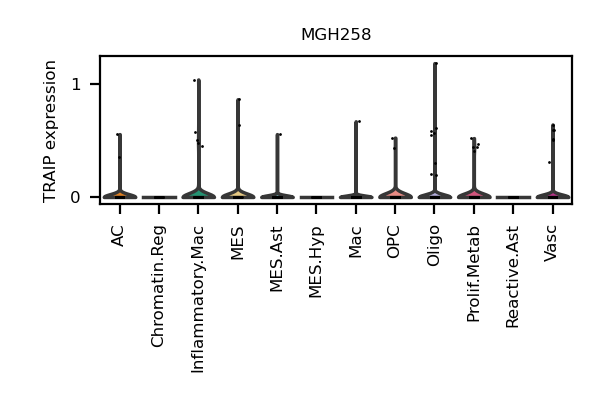 MGH258
TRAIP expression
1
0
AC
Chromatin.Reg
Inflammatory.Mac
MES
MES.Ast
MES.Hyp
Mac
OPC
Oligo
Prolif.Metab
Reactive.Ast
Vasc